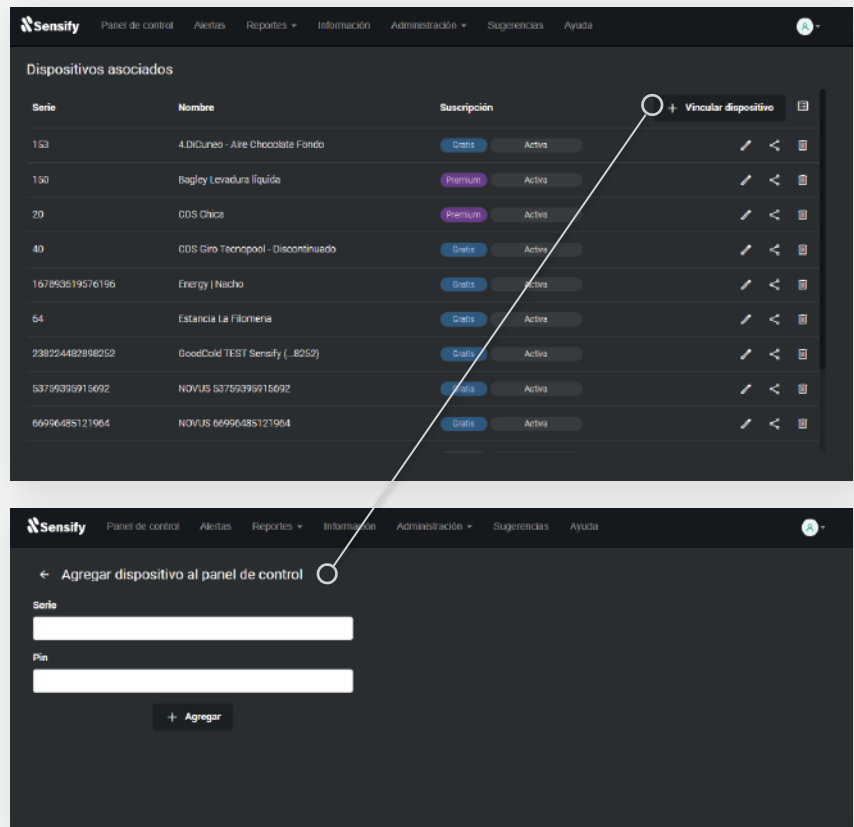 Sensify Panel de control Alertas Reportes Información Administración Sugerencias Ayuda
Dispositivos asociados
Serie Nombre Suscripción + Vincular dispositivo
153 4.DiCuneo - Aire Chocolate Fondo Gratis Activa
150 Bagley Levadura líquida Premium Activa
20 CDS Chica Premium Activa
40 CDS Giro Tecnopool - Discontinuado Gratis Activa
167893519576196 Energy | Nacho Gratis Activa
64 Estancia La Filomena Gratis Activa
238224482898252 GoodCold TEST Sensify (...8252) Gratis Activa
53759395915692 NOVUS 53759395915692 Gratis Activa
66996485121964 NOVUS 66996485121964 Gratis Activa
Sensify Panel de control Alertas Reportes Información Administración Sugerencias Ayuda
← Agregar dispositivo al panel de control
Serie
Pin
+ Agregar